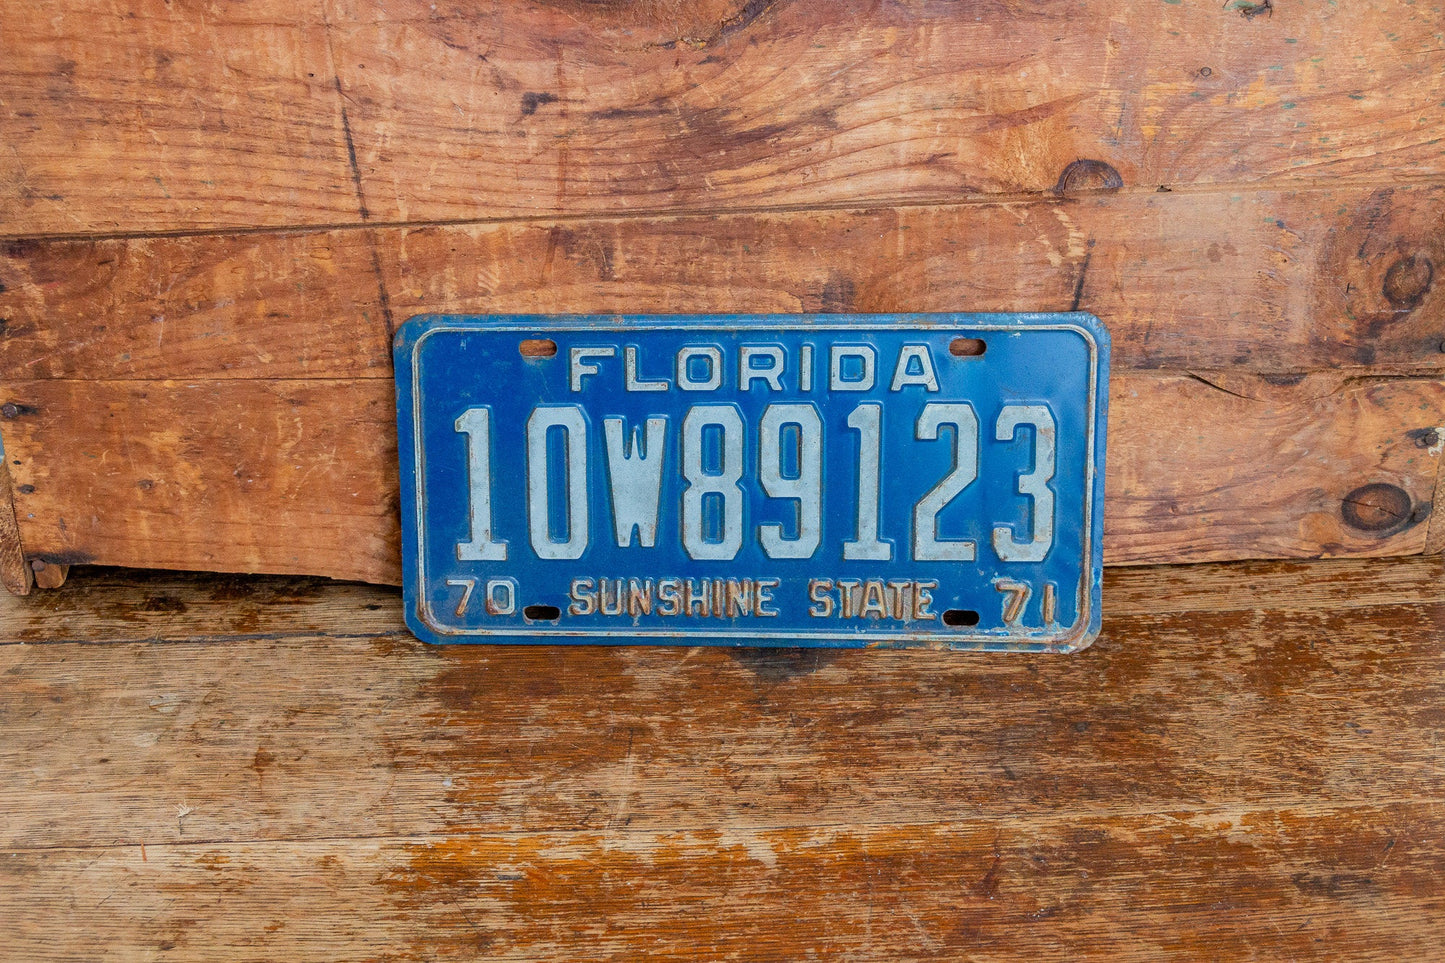 FLORIDA
10W89123
70 SUNSHINE STATE 71